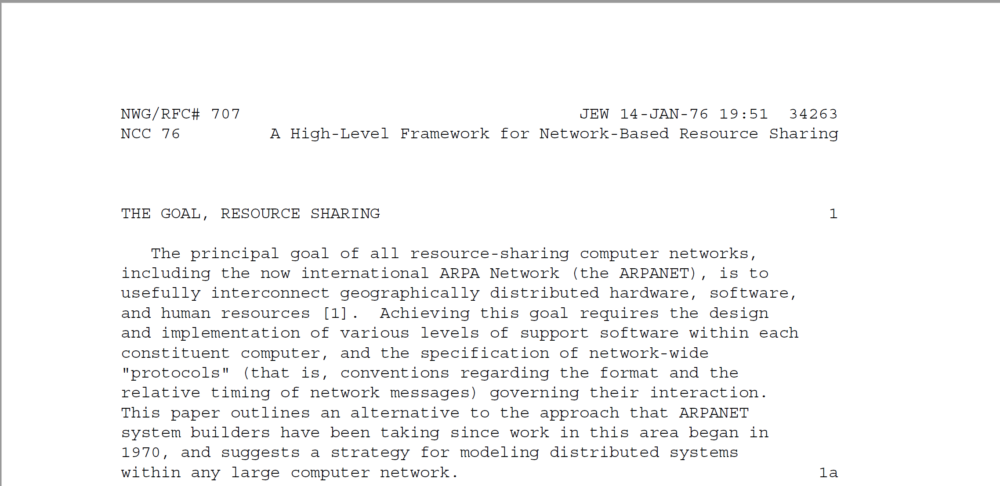 NWG/RFC# 707 JEW 14-JAN-76 19:51 34263
NCC 76 A High-Level Framework for Network-Based Resource Sharing
THE GOAL, RESOURCE SHARING 1
The principal goal of all resource-sharing computer networks,
including the now international ARPA Network (the ARPANET), is to
usefully interconnect geographically distributed hardware, software,
and human resources [1]. Achieving this goal requires the design
and implementation of various levels of support software within each
constituent computer, and the specification of network-wide
"protocols" (that is, conventions regarding the format and the
relative timing of network messages) governing their interaction.
This paper outlines an alternative to the approach that ARPANET
system builders have been taking since work in this area began in
1970, and suggests a strategy for modeling distributed systems
within any large computer network. 1a